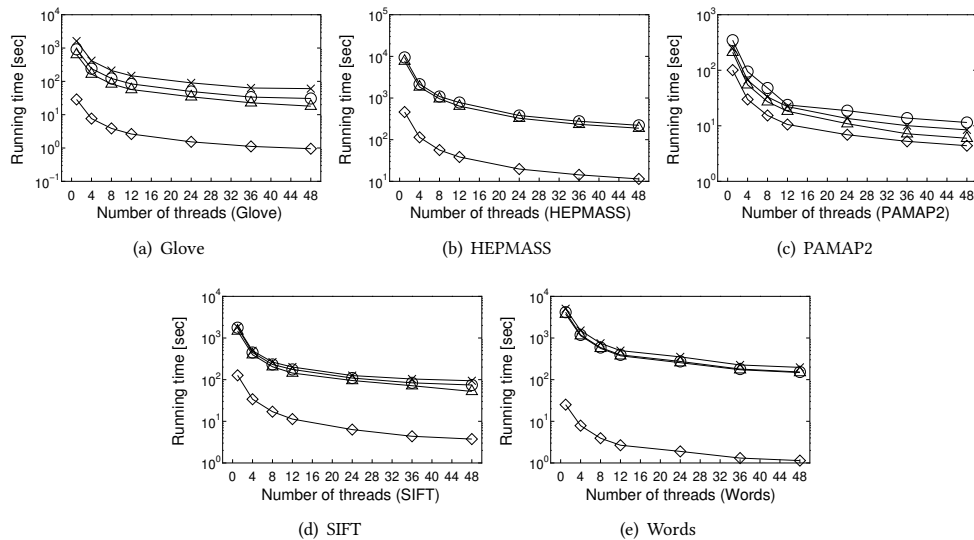 10^4
10^3
10^2
10^1
10^0
10^-1
Running time [sec]
0 4 8 12 16 20 24 28 32 36 40 44 48
Number of threads (Glove)
(a) Glove
10^5
10^4
10^3
10^2
10^1
Running time [sec]
0 4 8 12 16 20 24 28 32 36 40 44 48
Number of threads (HEPMASS)
(b) HEPMASS
10^3
10^2
10^1
10^0
Running time [sec]
0 4 8 12 16 20 24 28 32 36 40 44 48
Number of threads (PAMAP2)
(c) PAMAP2
10^4
10^3
10^2
10^1
10^0
Running time [sec]
0 4 8 12 16 20 24 28 32 36 40 44 48
Number of threads (SIFT)
(d) SIFT
10^4
10^3
10^2
10^1
10^0
Running time [sec]
0 4 8 12 16 20 24 28 32 36 40 44 48
Number of threads (Words)
(e) Words